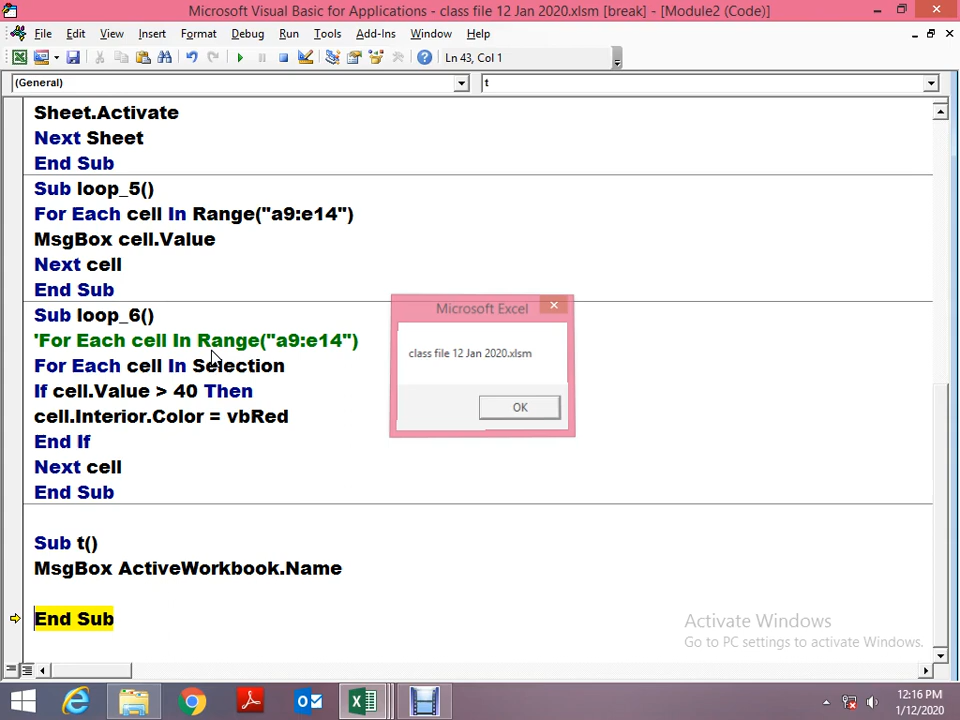 Microsoft Visual Basic for Applications - class file 12 Jan 2020.xlsm [break] - [Module2 (Code)]
File Edit View Insert Format Debug Run Tools Add-Ins Window Help
Ln 43, Col 1
(General) t
Sheet.Activate
Next Sheet
End Sub
Sub loop_5()
For Each cell In Range("a9:e14")
MsgBox cell.Value
Next cell
End Sub
Sub loop_6()
'For Each cell In Range("a9:e14")
For Each cell In Selection
If cell.Value > 40 Then
cell.Interior.Color = vbRed
End If
Next cell
End Sub
Microsoft Excel
class file 12 Jan 2020.xlsm
OK
Sub t()
MsgBox ActiveWorkbook.Name
End Sub
Activate Windows
Go to PC settings to activate Windows.
12:16 PM
1/12/2020